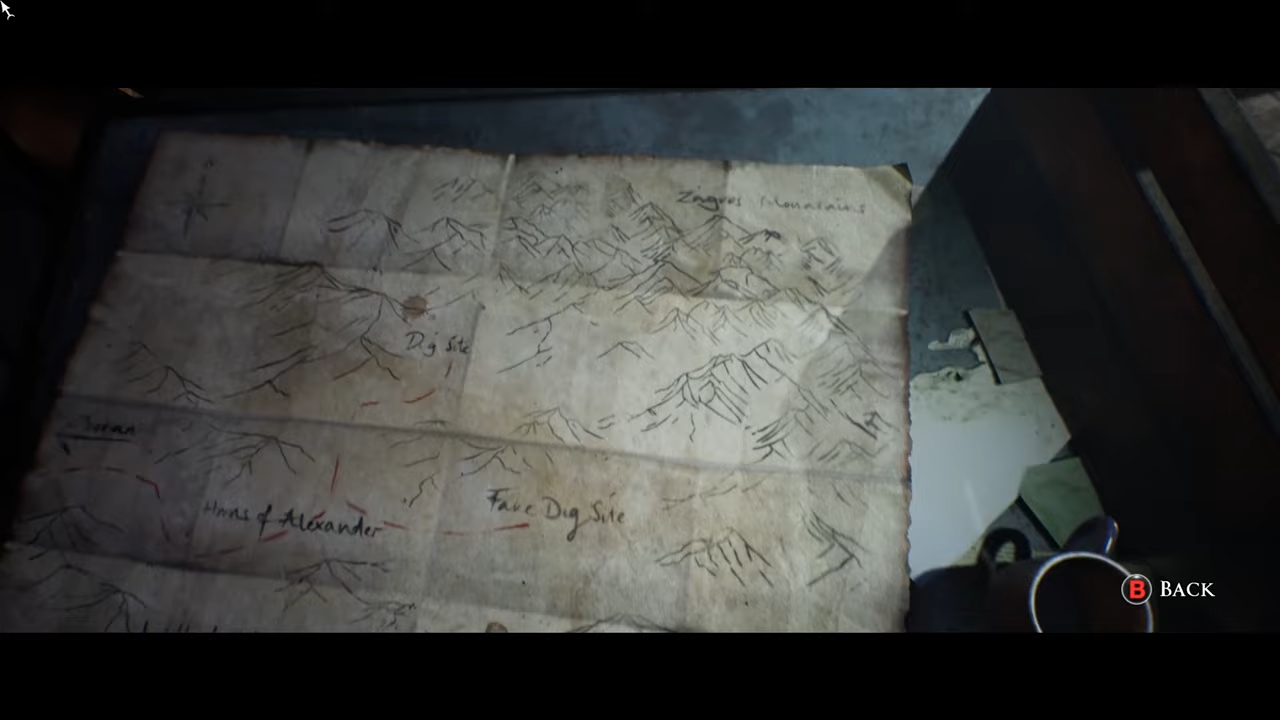 Zagros Mountains
Dig Site
Horns of Alexander
Fake Dig Site
B Back